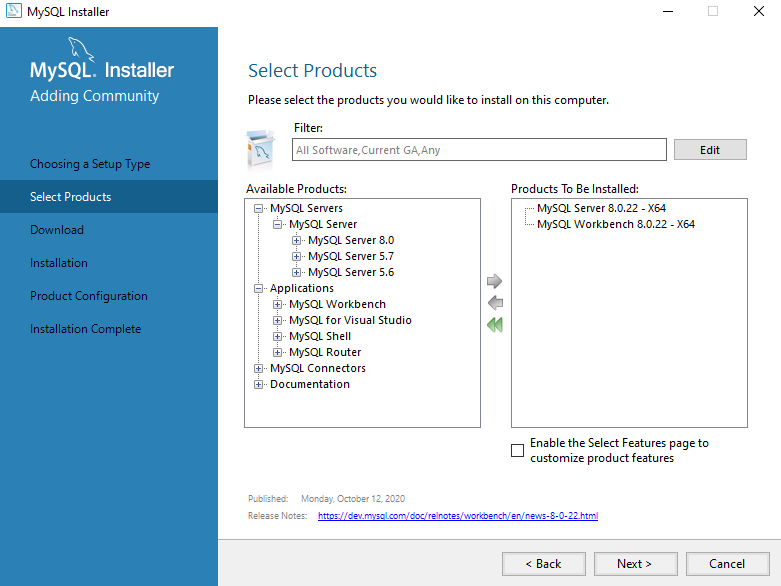 MySQL Installer
MySQL. Installer
Adding Community
Choosing a Setup Type
Select Products
Download
Installation
Product Configuration
Installation Complete
Select Products
Please select the products you would like to install on this computer.
Filter:
All Software,Current GA,Any
Edit
Available Products:
MySQL Servers
MySQL Server
MySQL Server 8.0
MySQL Server 5.7
MySQL Server 5.6
Applications
MySQL Workbench
MySQL for Visual Studio
MySQL Shell
MySQL Router
MySQL Connectors
Documentation
Products To Be Installed:
MySQL Server 8.0.22 - X64
MySQL Workbench 8.0.22 - X64
Enable the Select Features page to
customize product features
Published: Monday, October 12, 2020
Release Notes: https://dev.mysql.com/doc/relnotes/workbench/en/news-8-0-22.html
< Back
Next >
Cancel